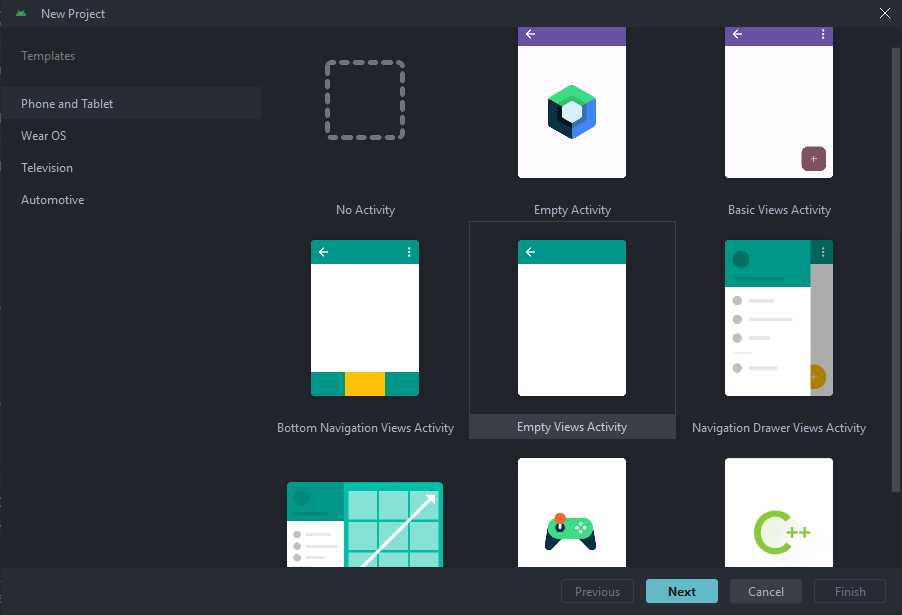 New Project
Templates
Phone and Tablet
Wear OS
Television
Automotive
No Activity
Empty Activity
Basic Views Activity
Bottom Navigation Views Activity
Empty Views Activity
Navigation Drawer Views Activity
C++
Previous
Next
Cancel
Finish